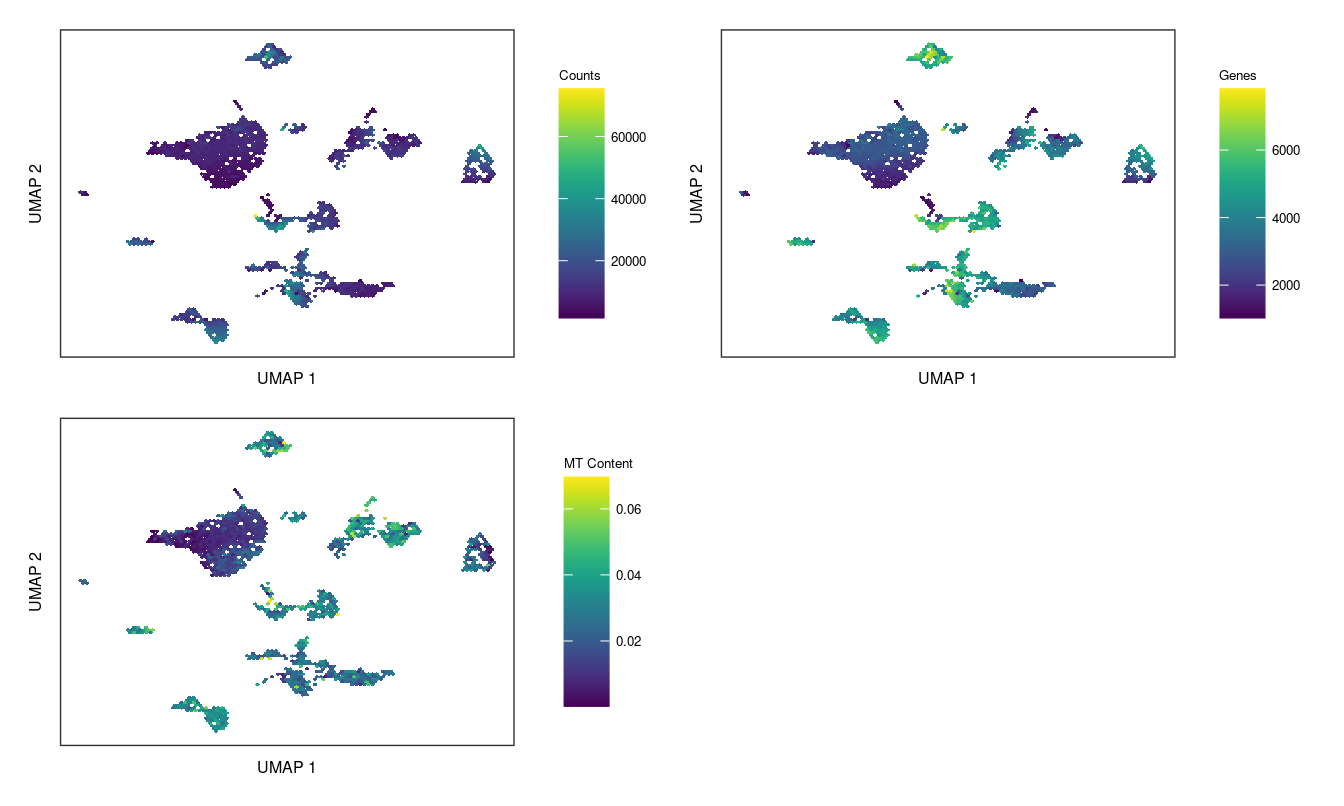 Counts
60000
40000
20000
UMAP 2
UMAP 1
Genes
6000
4000
2000
UMAP 2
UMAP 1
MT Content
0.06
0.04
0.02
UMAP 2
UMAP 1